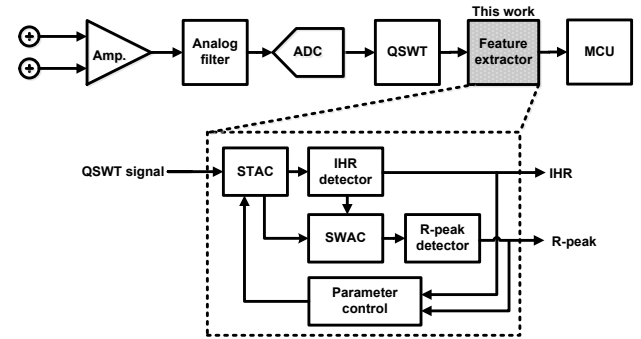 This work
Amp.
Analog
filter
ADC
QSWT
Feature
extractor
MCU
QSWT signal
STAC
IHR
detector
IHR
SWAC
R-peak
detector
R-peak
Parameter
control